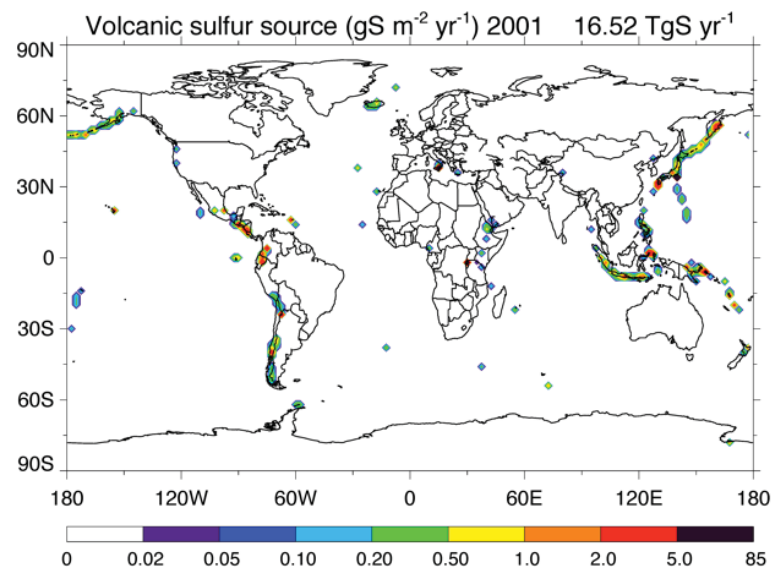 Volcanic sulfur source (gS m⁻² yr⁻¹) 2001 16.52 TgS yr⁻¹
90N
60N
30N
0
30S
60S
90S
180 120W 60W 0 60E 120E 180
0 0.02 0.05 0.10 0.20 0.50 1.0 2.0 5.0 85